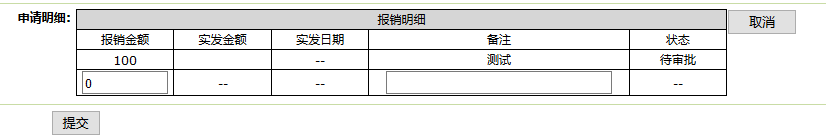 申请明细： 报销明细 取消
报销金额 实发金额 实发日期 备注 状态
100 -- 测试 待审批
0 -- -- --
提交